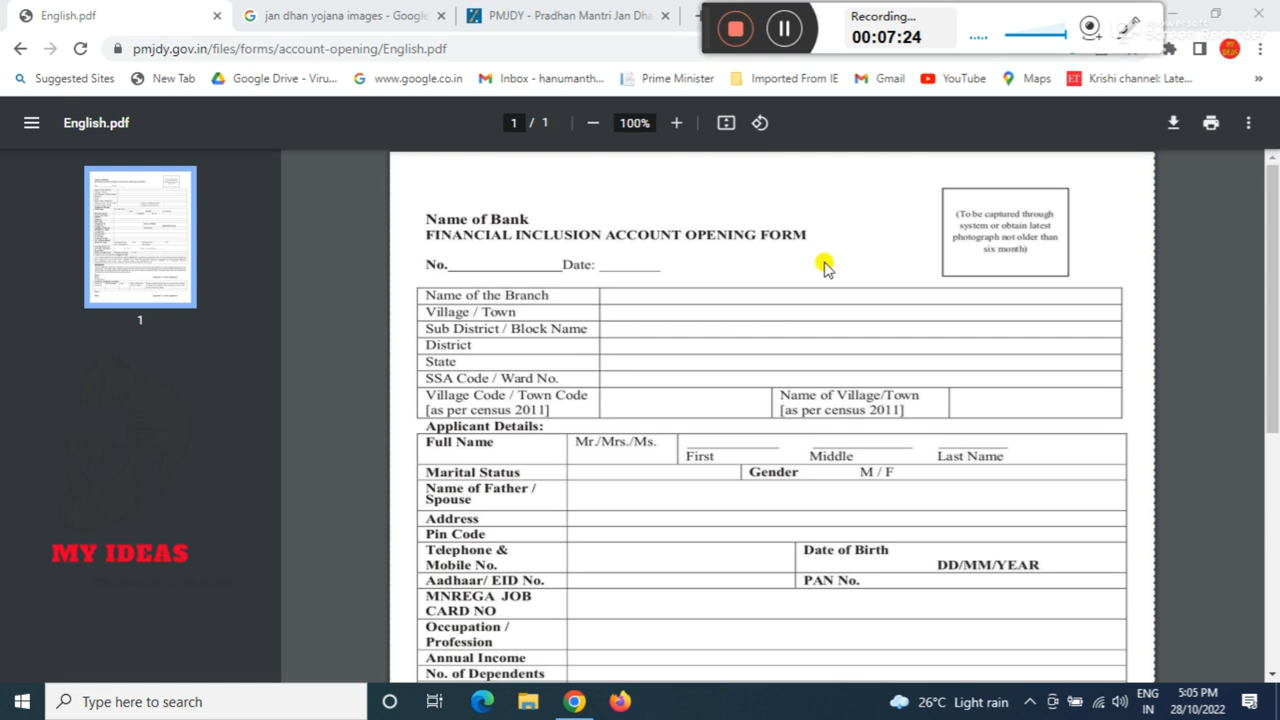 English.pdf
jan dhan yojana images - Google
PMJDY - Pradhan Mantri Jan Dha
Recording...
00:07:24
pmjdy.gov.in/files/forms/account-opening/English.pdf
MY IDEAS
Suggested Sites
New Tab
Google Drive - Viru...
www.google.co.in
Inbox - hanumanth...
Prime Minister
Imported From IE
Gmail
YouTube
Maps
ET
Krishi channel: Late...
»
English.pdf
1 / 1
100%
1
Name of Bank
FINANCIAL INCLUSION ACCOUNT OPENING FORM
No.____________ Date: ________
(To be captured through
system or obtain latest
photograph not older than
six month)
Name of the Branch
Village / Town
Sub District / Block Name
District
State
SSA Code / Ward No.
Village Code / Town Code Name of Village/Town
[as per census 2011] [as per census 2011]
Applicant Details:
Full Name Mr./Mrs./Ms.
First Middle Last Name
Marital Status Gender M / F
Name of Father /
Spouse
Address
Pin Code
Telephone & Date of Birth
Mobile No. DD/MM/YEAR
Aadhaar/ EID No. PAN No.
MNREGA JOB
CARD NO
Occupation /
Profession
Annual Income
No. of Dependents
MY IDEAS
Type here to search
26°C Light rain
ENG
IN
5:05 PM
28/10/2022